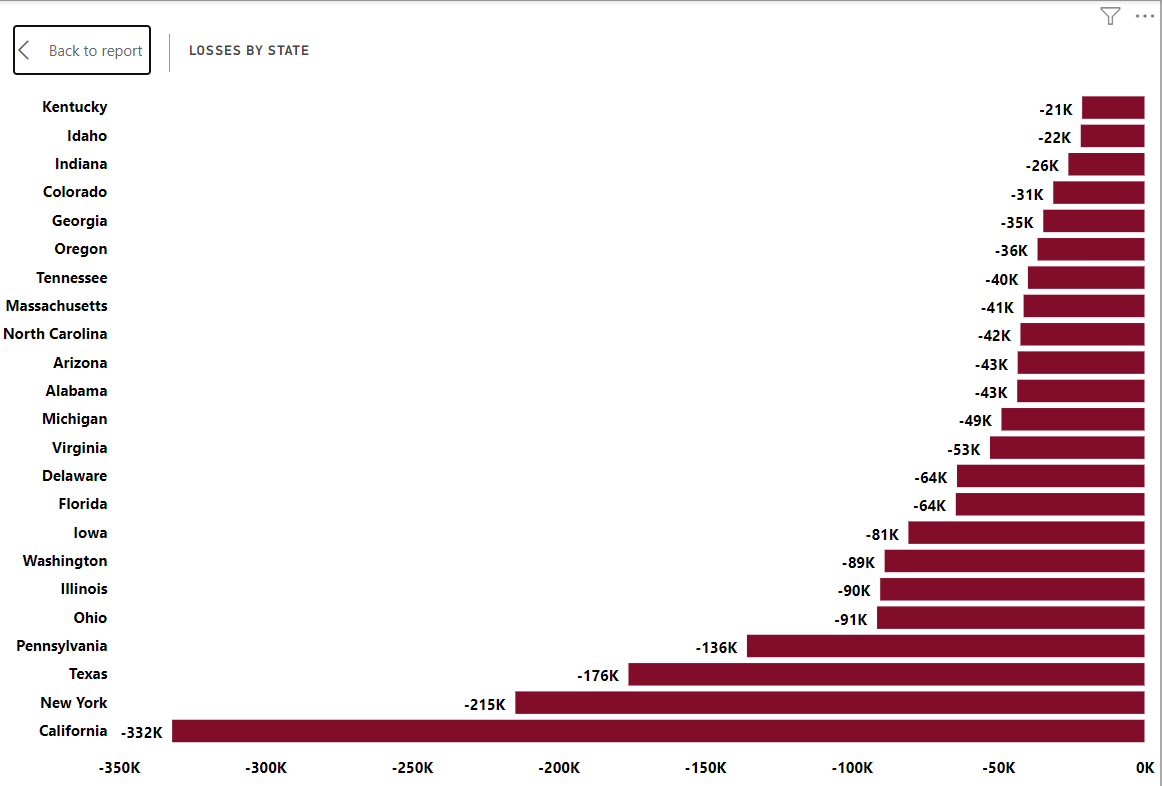 Back to report
LOSSES BY STATE
Kentucky -21K
Idaho -22K
Indiana -26K
Colorado -31K
Georgia -35K
Oregon -36K
Tennessee -40K
Massachusetts -41K
North Carolina -42K
Arizona -43K
Alabama -43K
Michigan -49K
Virginia -53K
Delaware -64K
Florida -64K
Iowa -81K
Washington -89K
Illinois -90K
Ohio -91K
Pennsylvania -136K
Texas -176K
New York -215K
California -332K
-350K -300K -250K -200K -150K -100K -50K 0K